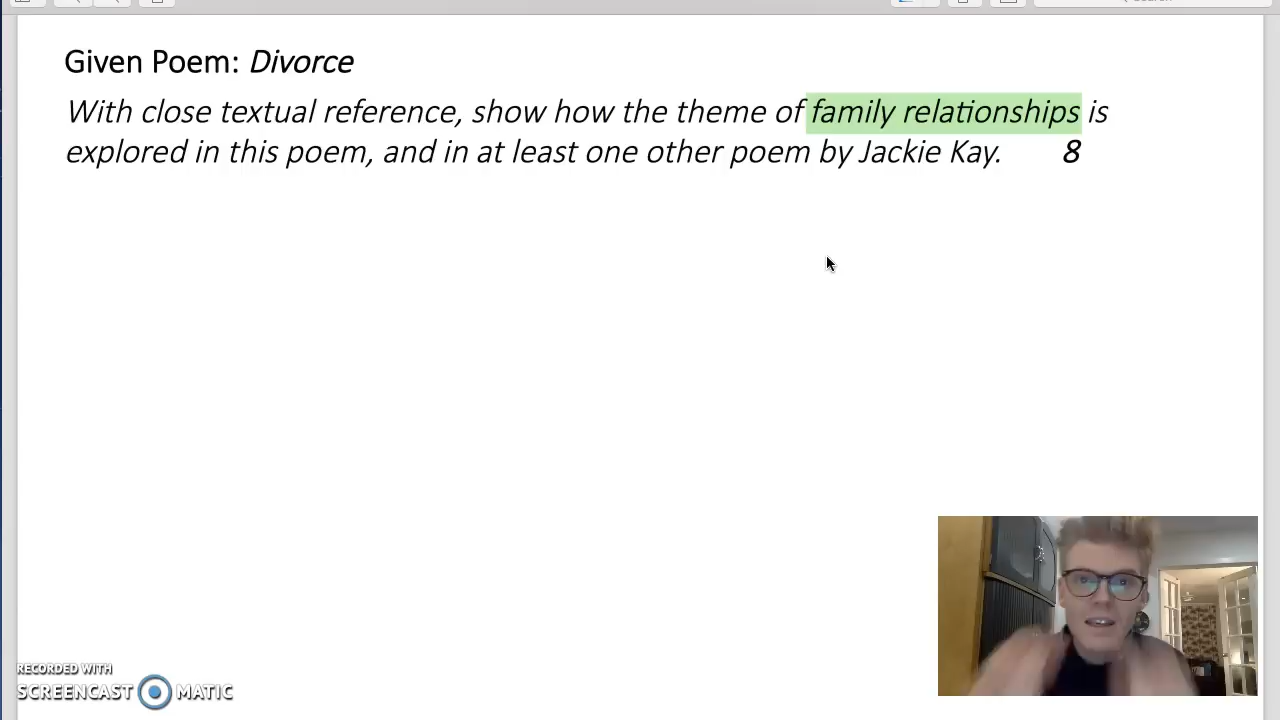 Given Poem: Divorce
With close textual reference, show how the theme of family relationships is
explored in this poem, and in at least one other poem by Jackie Kay. 8
RECORDED WITH
SCREENCAST MATIC